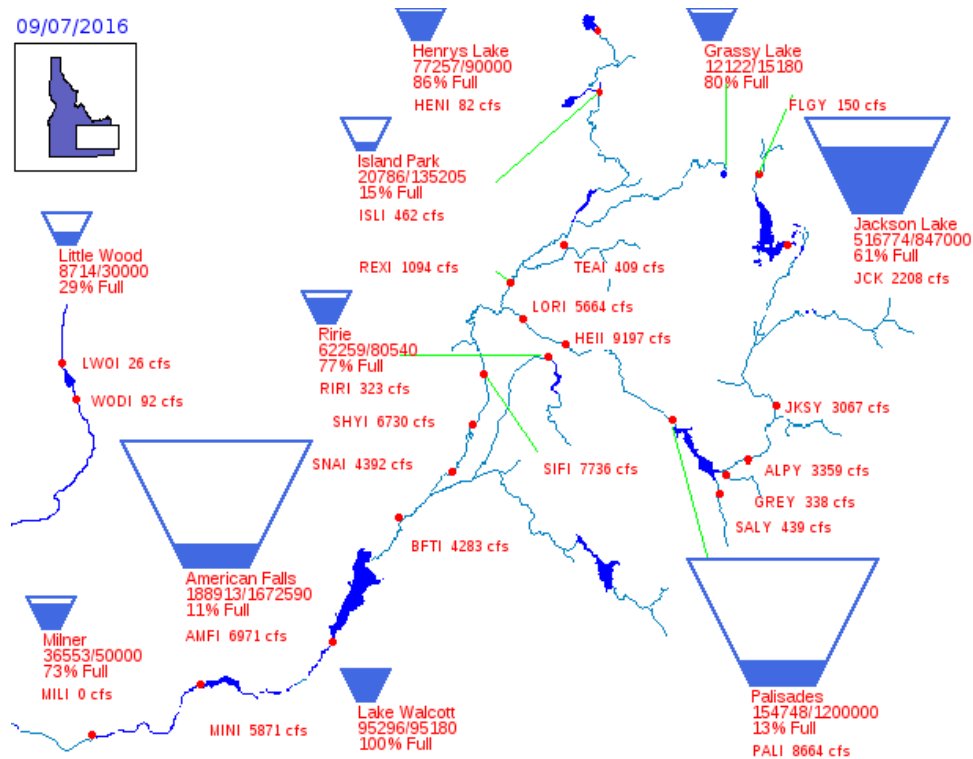 09/07/2016
Henrys Lake
77257/90000
86% Full
HENI 82 cfs
Grassy Lake
12122/15180
80% Full
FLGY 150 cfs
Island Park
20786/135205
15% Full
ISLI 462 cfs
Jackson Lake
516774/847000
61% Full
JCK 2208 cfs
Little Wood
8714/30000
29% Full
REXI 1094 cfs
TEAI 409 cfs
LORI 5664 cfs
Ririe
62259/80540
77% Full
RIRI 323 cfs
HEII 9197 cfs
LWOI 26 cfs
WODI 92 cfs
SHYI 6730 cfs
JKSY 3067 cfs
SNAI 4392 cfs
SIFI 7736 cfs
ALPY 3359 cfs
GREY 338 cfs
SALY 439 cfs
BFTI 4283 cfs
American Falls
188913/1672590
11% Full
AMFI 6971 cfs
Milner
36553/50000
73% Full
MILI 0 cfs
MINI 5871 cfs
Lake Walcott
95296/95180
100% Full
Palisades
154748/1200000
13% Full
PALI 8664 cfs